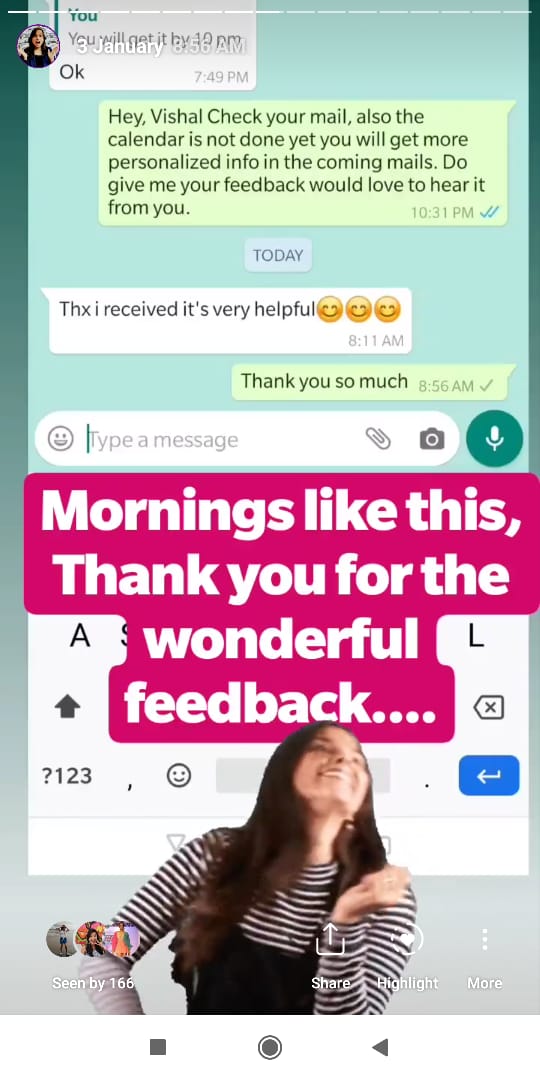 You
You will get it by 10 pm
3 January 8:56 AM
Ok
7:49 PM
Hey, Vishal Check your mail, also the
calendar is not done yet you will get more
personalized info in the coming mails. Do
give me your feedback would love to hear it
from you.
10:31 PM
TODAY
Thx i received it's very helpful😊😊😊
8:11 AM
Thank you so much 8:56 AM
Type a message
Mornings like this,
Thank you for the
A S wonderful L
feedback....
?123 , .
Seen by 166 Share Highlight More